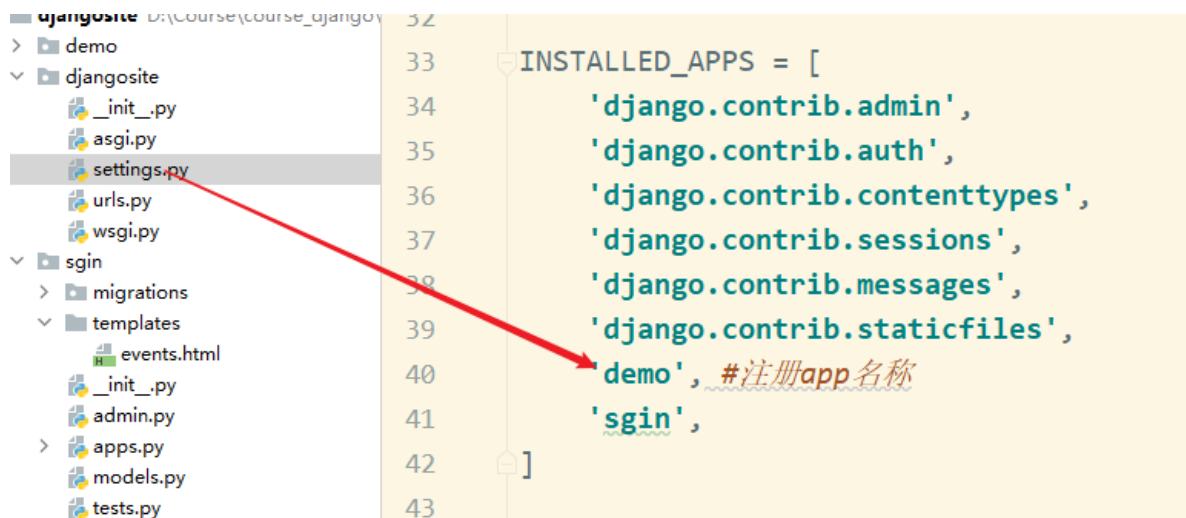 djangosite D:\Course\course_django\
demo
djangosite
__init__.py
asgi.py
settings.py
urls.py
wsgi.py
sgin
migrations
templates
events.html
__init__.py
admin.py
apps.py
models.py
tests.py
32
33 INSTALLED_APPS = [
34 'django.contrib.admin',
35 'django.contrib.auth',
36 'django.contrib.contenttypes',
37 'django.contrib.sessions',
38 'django.contrib.messages',
39 'django.contrib.staticfiles',
40 'demo', #注册app名称
41 'sgin',
42 ]
43